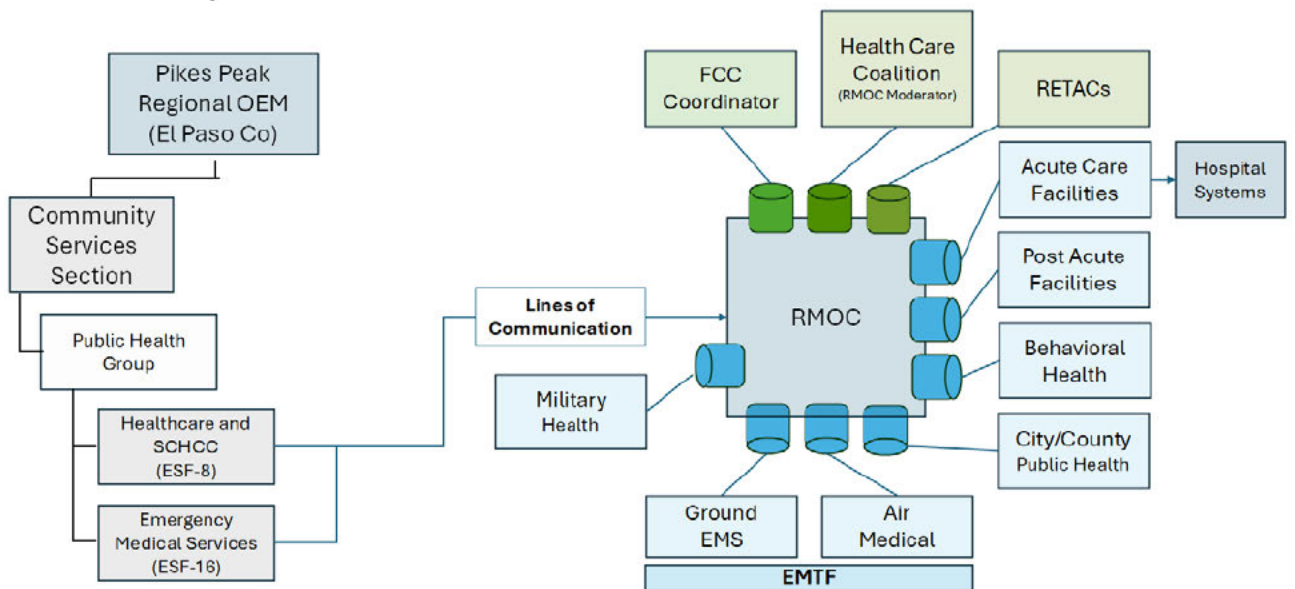 Pikes Peak
Regional OEM
(El Paso Co)
Community
Services
Section
Public Health
Group
Healthcare and
SCHCC
(ESF-8)
Emergency
Medical Services
(ESF-16)
Lines of
Communication
FCC
Coordinator
Health Care
Coalition
(RMOC Moderator)
RETACs
Acute Care
Facilities
Hospital
Systems
Post Acute
Facilities
RMOC
Behavioral
Health
Military
Health
City/County
Public Health
Ground
EMS
Air
Medical
EMTF